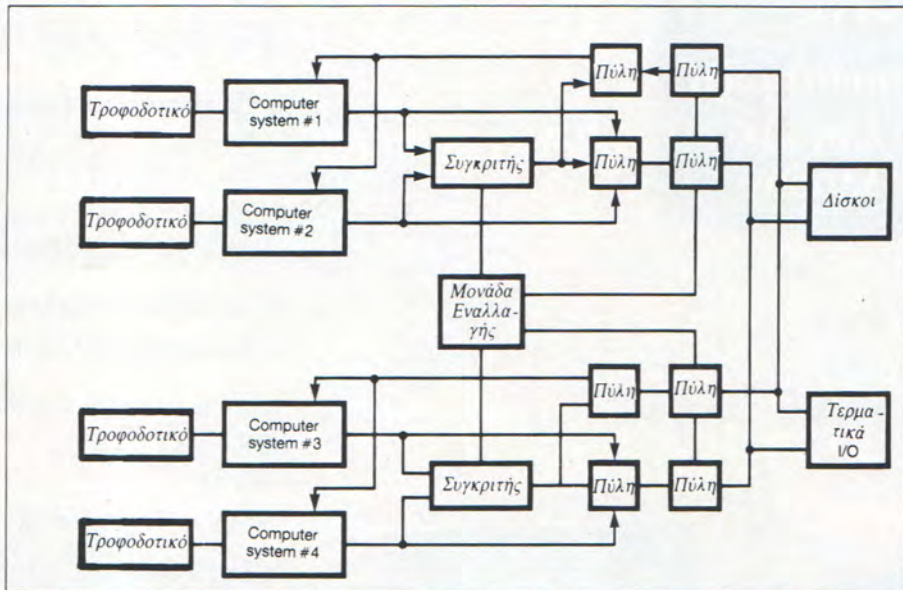 Πύλη
Πύλη
Τροφοδοτικό
Computer
system #1
Συγκριτής
Πύλη
Πύλη
Τροφοδοτικό
Computer
system #2
Δίσκοι
Μονάδα
Εναλλα-
γής
Πύλη
Πύλη
Τροφοδοτικό
Computer
system #3
Τερμα-
τικά
I/O
Συγκριτής
Πύλη
Πύλη
Τροφοδοτικό
Computer
system #4